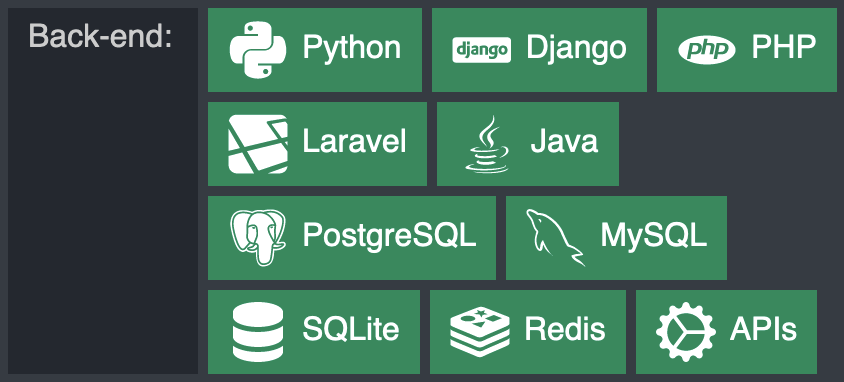 Back-end: Python django Django php PHP
Laravel Java
PostgreSQL MySQL
SQLite Redis APIs